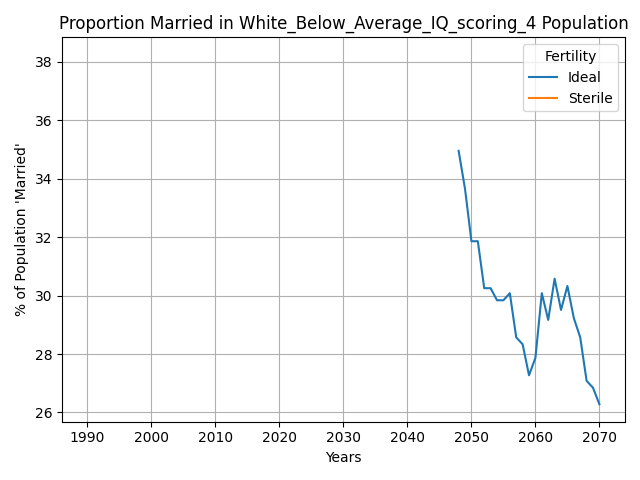 Proportion Married in White_Below_Average_IQ_scoring_4 Population
% of Population 'Married'
38
36
34
32
30
28
26
Fertility
Ideal
Sterile
1990 2000 2010 2020 2030 2040 2050 2060 2070
Years